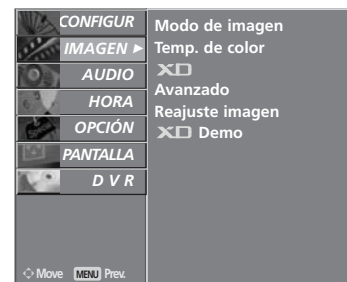 CONFIGUR
IMAGEN ►
AUDIO
HORA
OPCIÓN
PANTALLA
D V R
Modo de imagen
Temp. de color
XD
Avanzado
Reajuste imagen
XD Demo
Move MENU Prev.